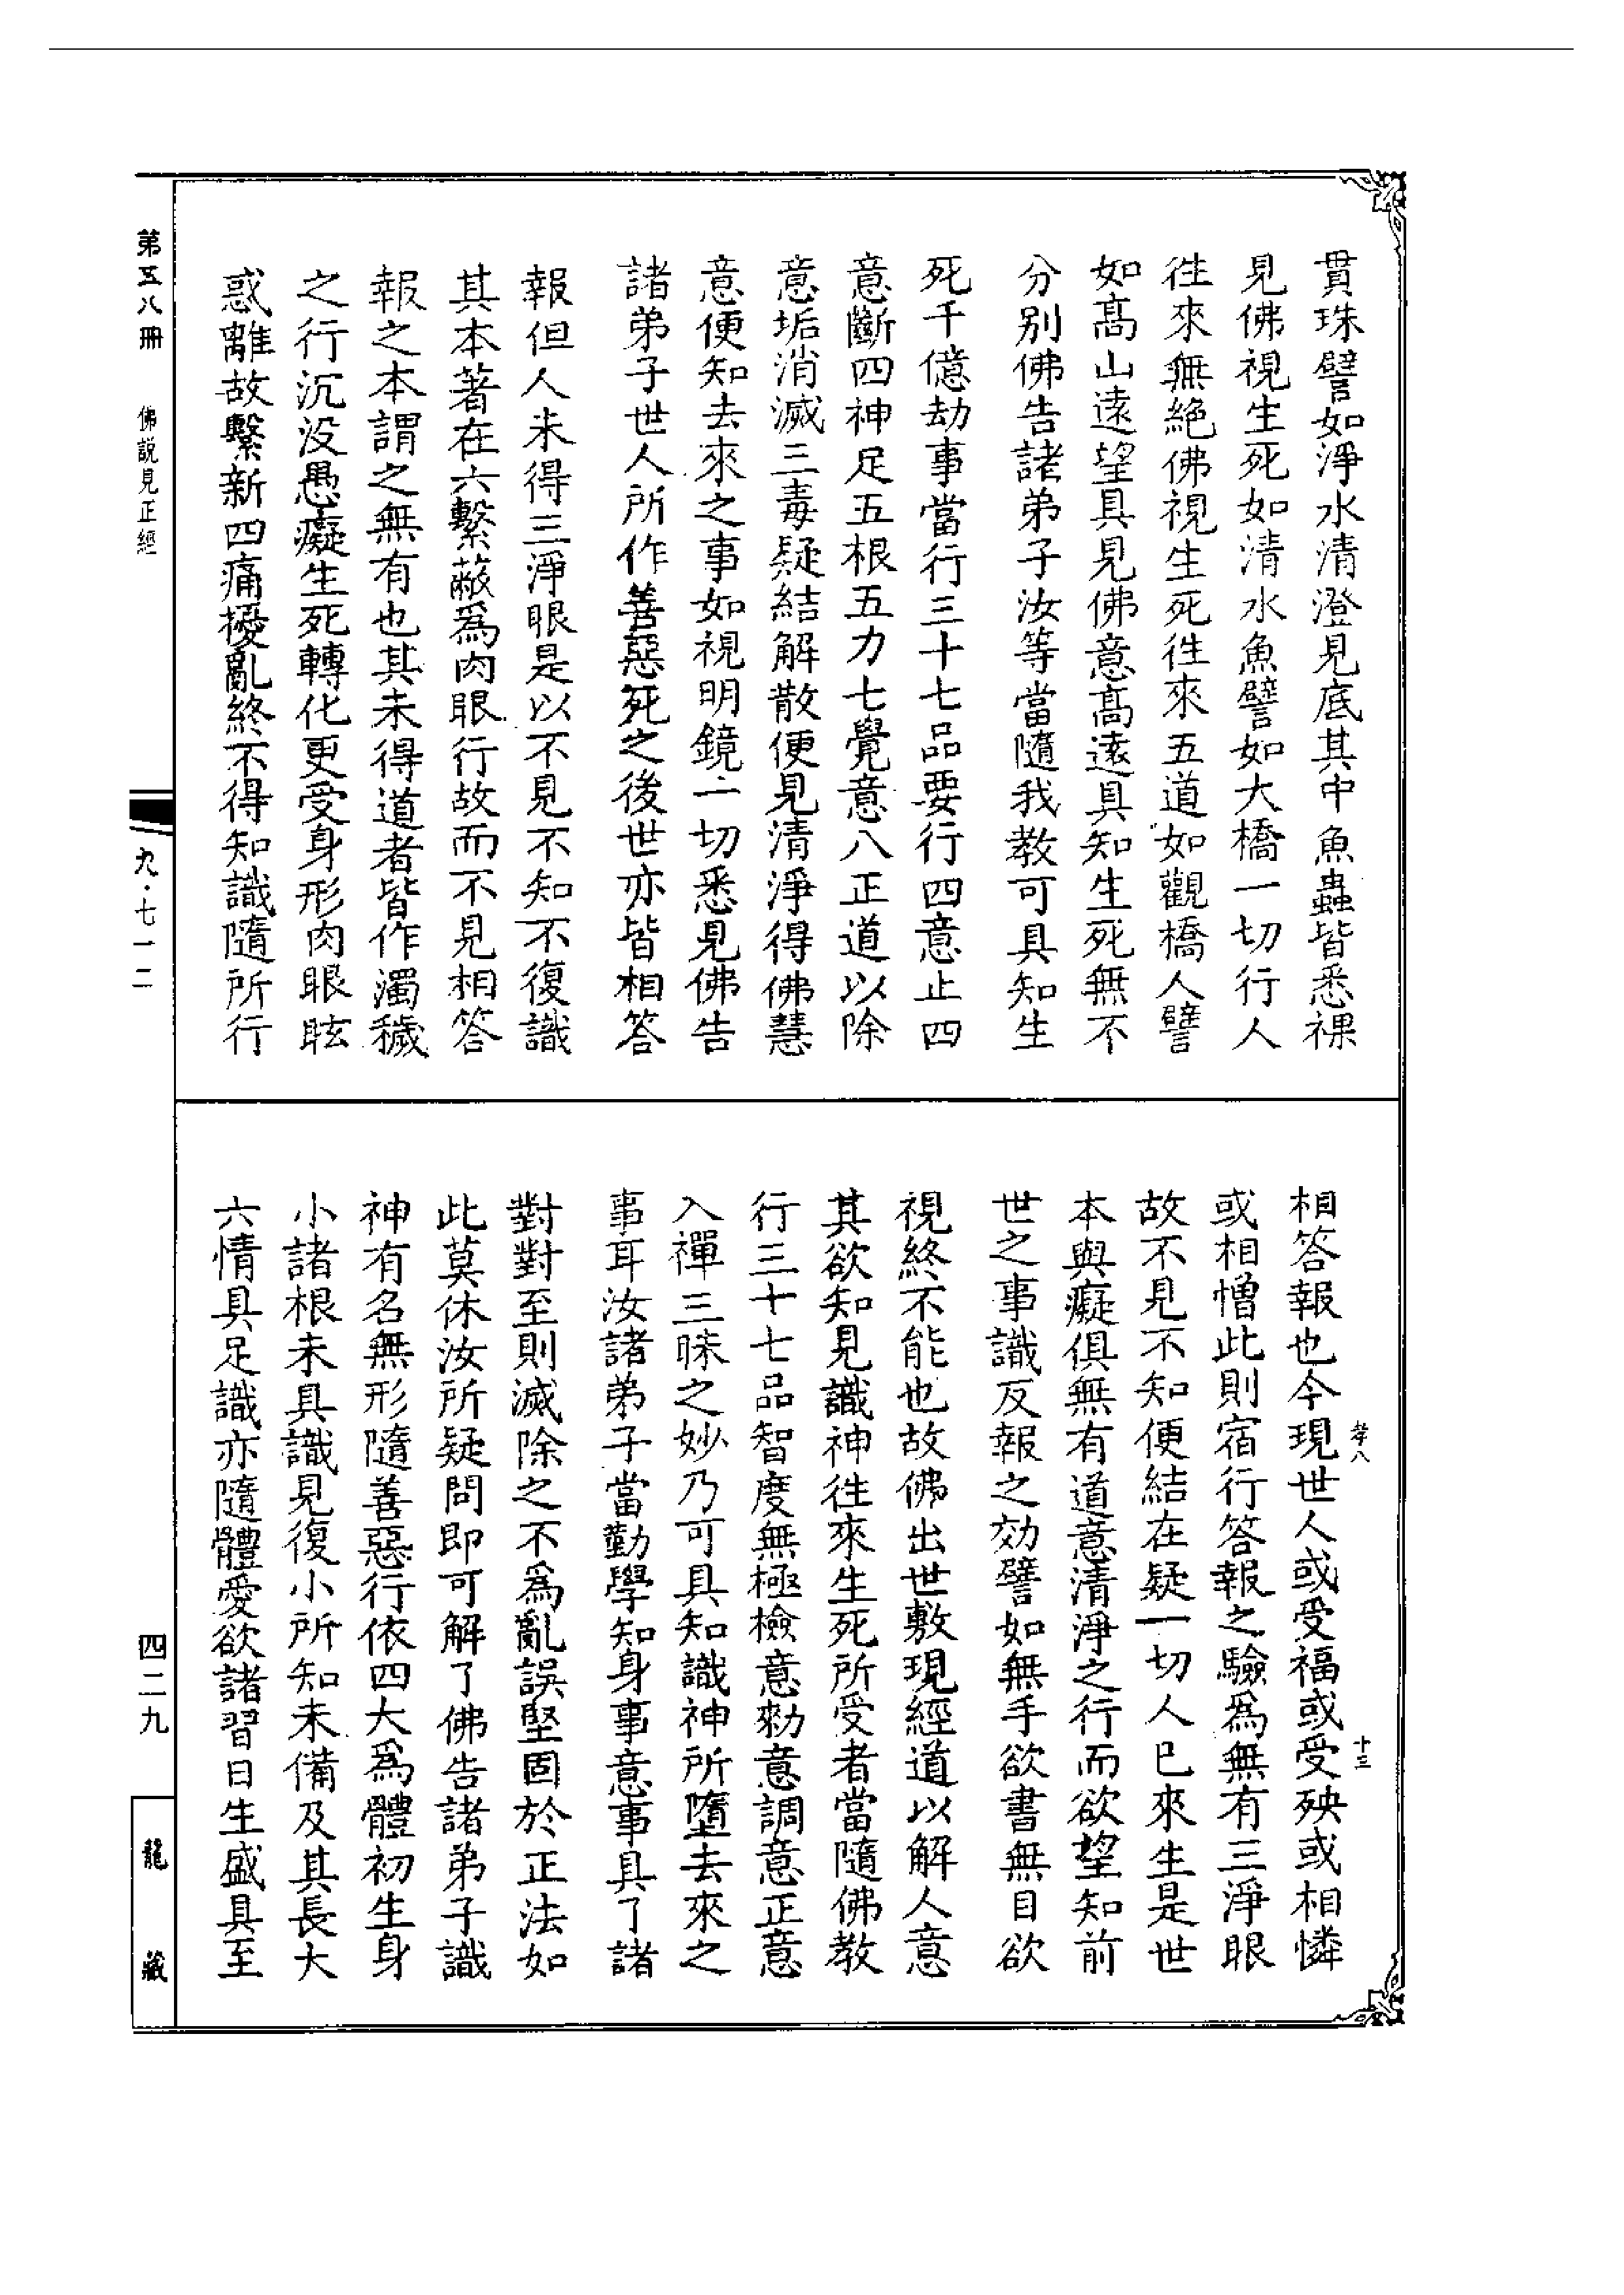 貫珠譬如淨水清澄見底其中魚蟲皆悉裸
見佛視生死如清水魚譬如大橋一切行人
往來無絕佛視生死往來五道如觀橋人譬
如高山遠望具見佛意高遠具知生死無不
分別佛告諸弟子汝等當隨我教可具知生
死千億劫事當行三十七品要行四意止四
意斷四神足五根五力七覺意八正道以除
意垢消滅三毒疑結解散便見清淨得佛慧
意便知去來之事如視明鏡一切悉見佛告
諸弟子世人所作善惡死之後世亦皆相答
報但人未得三淨眼是以不見不知不復識
其本著在六繫蔽為肉眼行故而不見相答
報之本謂之無有也其未得道者皆作濁穢
之行沉没愚癡生死轉化更受身形肉眼眩
惑離故繫新四痛擾亂終不得知識隨所行
相答報也今現世人或受福或受殃或相憐
或相憎此則宿行答報之驗為無有三淨眼
故不見不知便結在疑一切人已來生是世
本與癡俱無有道意清淨之行而欲望知前
世之事識反報之効譬如無手欲書無目欲
視終不能也故佛出世敷現經道以解人意
其欲知見識神往來生死所受者當隨佛教
行三十七品智度無極檢意勑意調意正意
入禪三昧之妙乃可具知識神所墮去來之
事耳汝諸弟子當勤學知身事意事具了諸
對對至則滅除之不為亂誤堅固於正法如
此莫休汝所疑問即可解了佛告諸弟子識
神有名無形隨善惡行依四大為體初生身
小諸根未具識見復小所知未備及其長大
六情具足識亦隨體愛欲諸習日生盛具至
孝八
十三
第五八冊
佛說見正經
九·七一二
四二九
龍藏